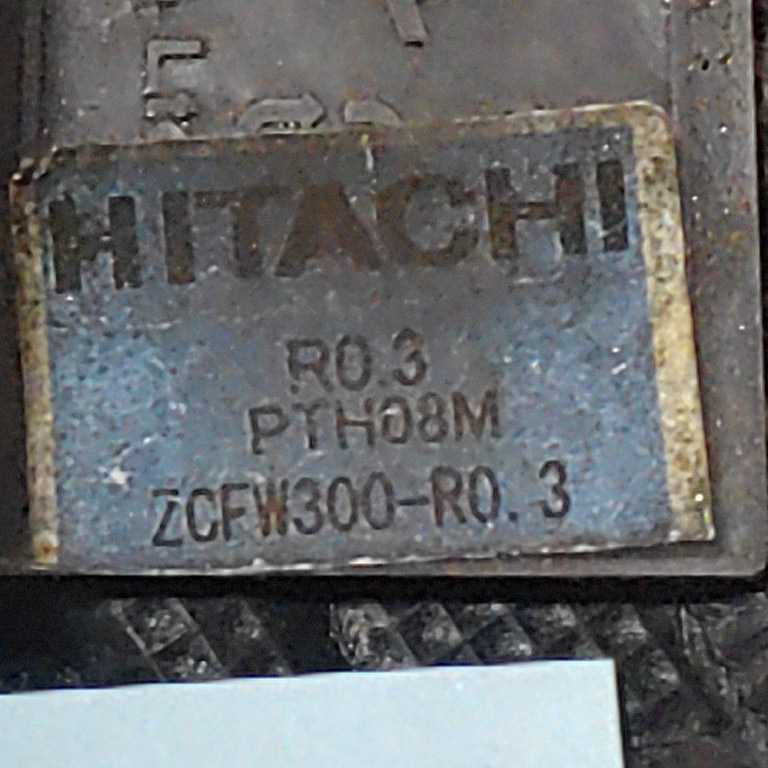 HITACHI
R0.3
PTH08M
ZCFW300-R0.3